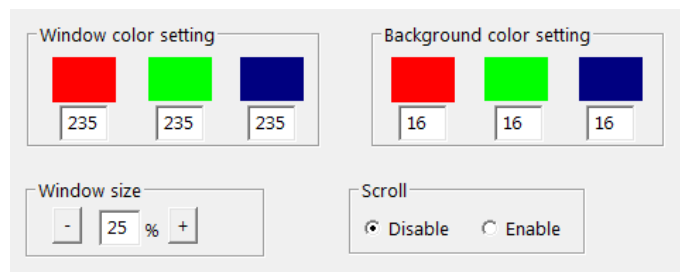 Window color setting
Background color setting
235 235 235
16 16 16
Window size
Scroll
- 25 % +
Disable Enable